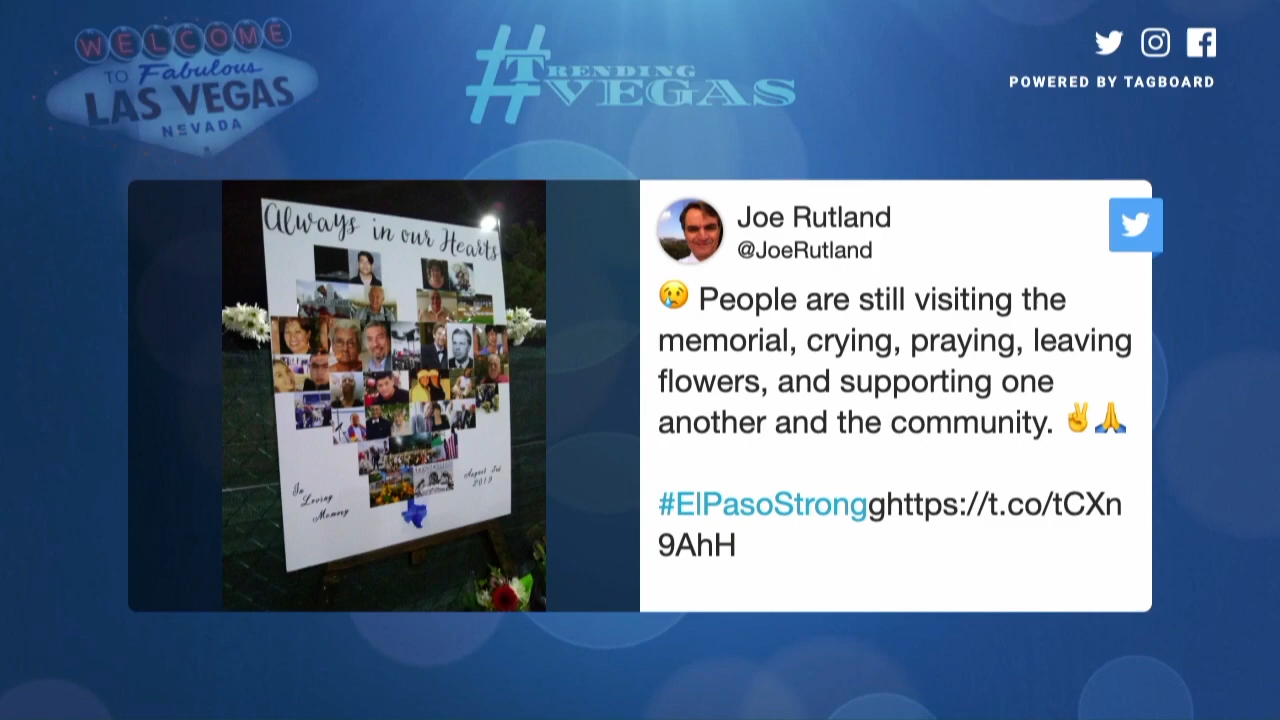 WELCOME
TO Fabulous
LAS VEGAS
NEVADA
#TRENDING
VEGAS
POWERED BY TAGBOARD
Always in our Hearts
In
Loving
Memory
August 3rd
2019
Joe Rutland
@JoeRutland
😢 People are still visiting the
memorial, crying, praying, leaving
flowers, and supporting one
another and the community. ✌️🙏
#ElPasoStrongghttps://t.co/tCXn
9AhH